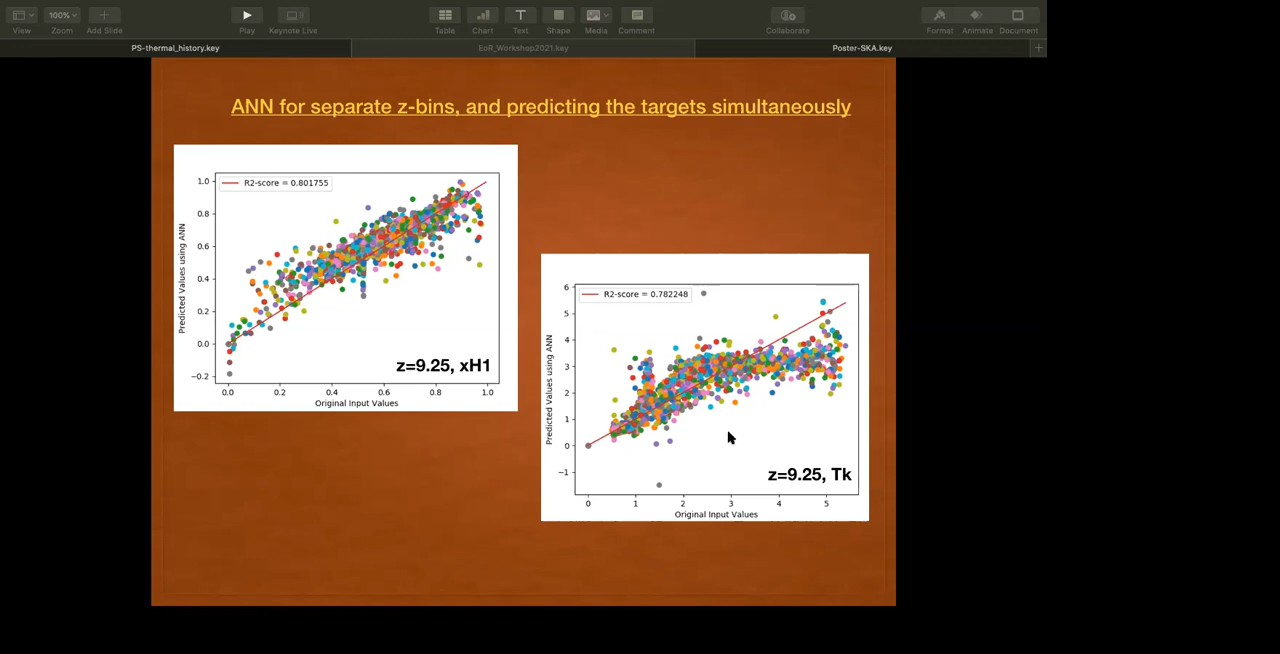 View
100%
Zoom
Add Slide
Play
Keynote Live
Table
Chart
Text
Shape
Media
Comment
Collaborate
Format
Animate
Document
PS-thermal_history.key
EoR_Workshop2021.key
Poster-SKA.key
ANN for separate z-bins, and predicting the targets simultaneously
R2-score = 0.801755
1.0
0.8
0.6
0.4
0.2
0.0
−0.2
Predicted Values using ANN
z=9.25, xH1
0.0 0.2 0.4 0.6 0.8 1.0
Original Input Values
R2-score = 0.782248
6
5
4
3
2
1
0
−1
Predicted Values using ANN
z=9.25, Tk
0 1 2 3 4 5
Original Input Values